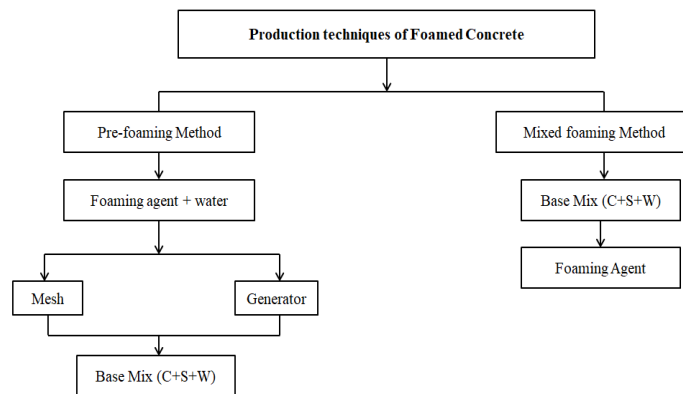 Production techniques of Foamed Concrete
Pre-foaming Method
Mixed foaming Method
Foaming agent + water
Base Mix (C+S+W)
Foaming Agent
Mesh
Generator
Base Mix (C+S+W)